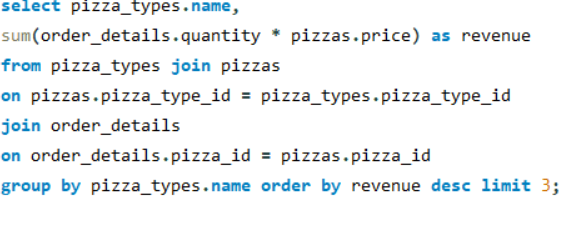 select pizza_types.name,
sum(order_details.quantity * pizzas.price) as revenue
from pizza_types join pizzas
on pizzas.pizza_type_id = pizza_types.pizza_type_id
join order_details
on order_details.pizza_id = pizzas.pizza_id
group by pizza_types.name order by revenue desc limit 3;